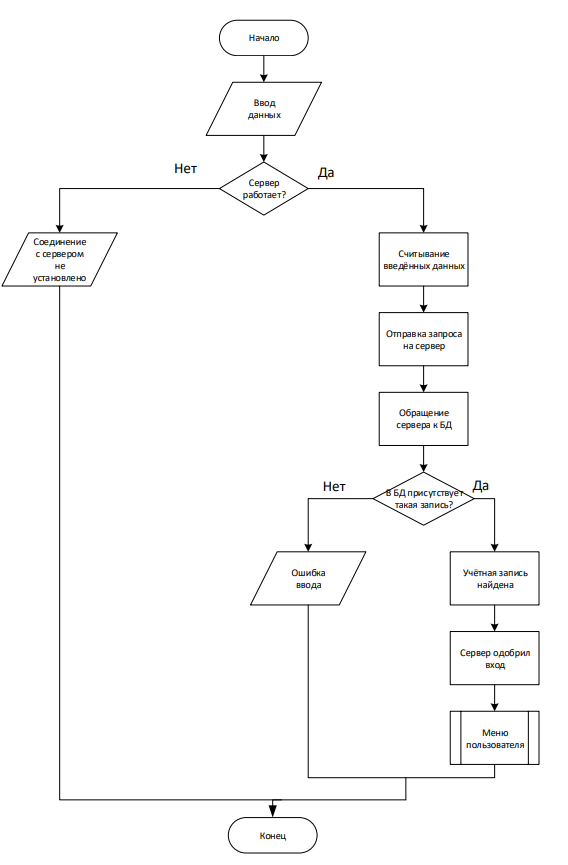 Начало
Ввод
данных
Нет
Да
Сервер
работает?
Соединение
с сервером
не
установлено
Считывание
введённых данных
Отправка запроса
на сервер
Обращение
сервера к БД
Нет
Да
В БД присутствует
такая запись?
Ошибка
ввода
Учётная запись
найдена
Сервер одобрил
вход
Меню
пользователя
Конец